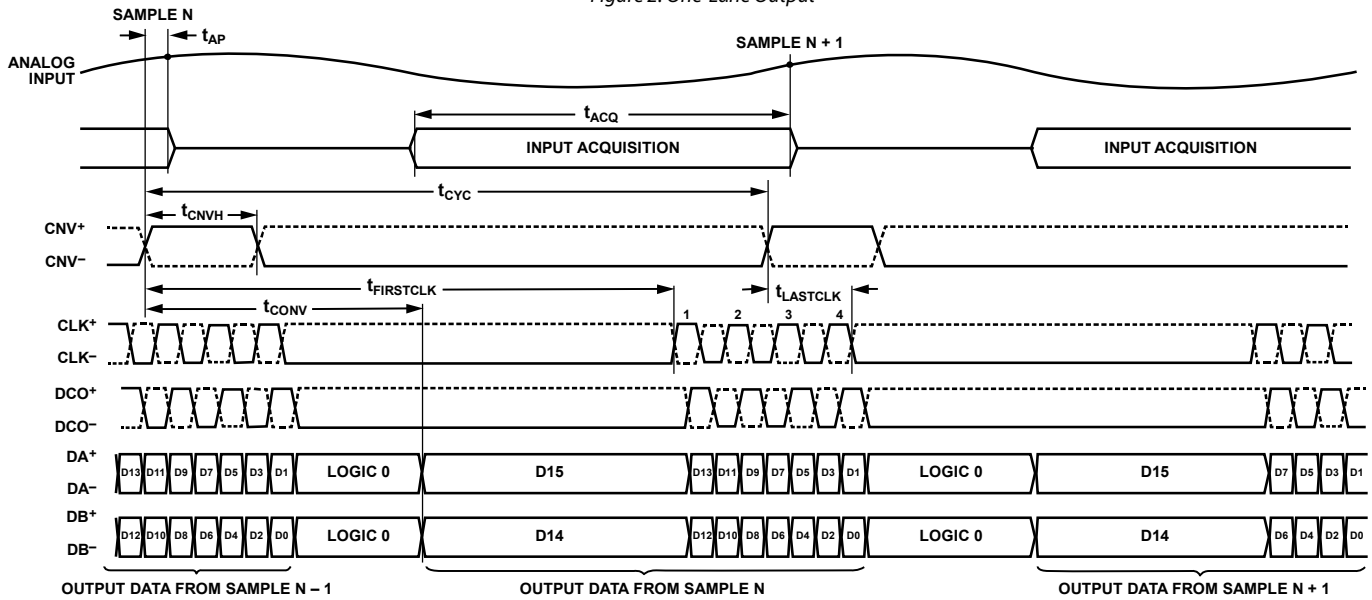 Figure 2. One-Lane Output
SAMPLE N
tAP
SAMPLE N + 1
ANALOG
INPUT
tACQ
INPUT ACQUISITION
INPUT ACQUISITION
tCYC
tCNVH
CNV+
CNV–
tFIRSTCLK
tLASTCLK
tCONV
1 2 3 4
CLK+
CLK–
DCO+
DCO–
DA+
D13 D11 D9 D7 D5 D3 D1 LOGIC 0 D15 D13 D11 D9 D7 D5 D3 D1 LOGIC 0 D15 D7 D5 D3 D1
DA–
DB+
D12 D10 D8 D6 D4 D2 D0 LOGIC 0 D14 D12 D10 D8 D6 D4 D2 D0 LOGIC 0 D14 D6 D4 D2 D0
DB–
OUTPUT DATA FROM SAMPLE N – 1 OUTPUT DATA FROM SAMPLE N OUTPUT DATA FROM SAMPLE N + 1